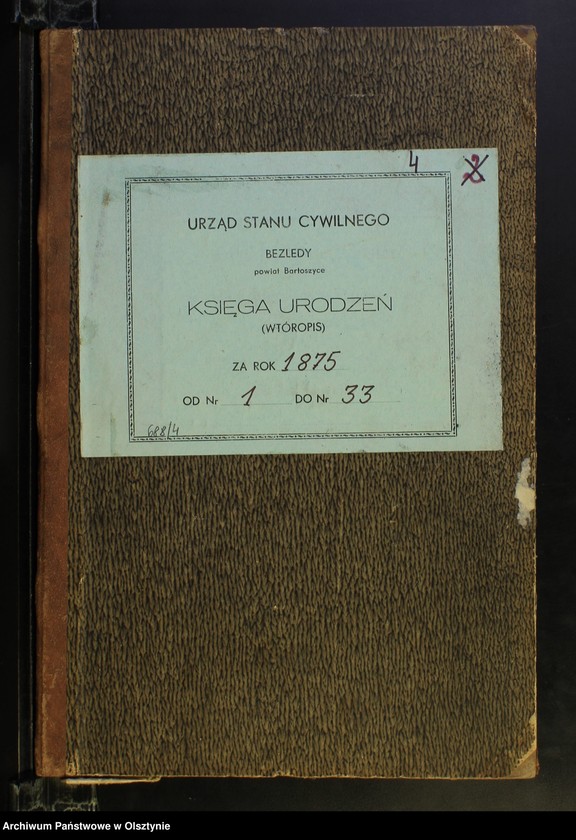 4
2
URZĄD STANU CYWILNEGO
BEZLEDY
powiat Bartoszyce
KSIĘGA URODZEŃ
(WTÓROPIS)
ZA ROK 1875
OD Nr 1 DO Nr 33
688/4
Archiwum Państwowe w Olsztynie